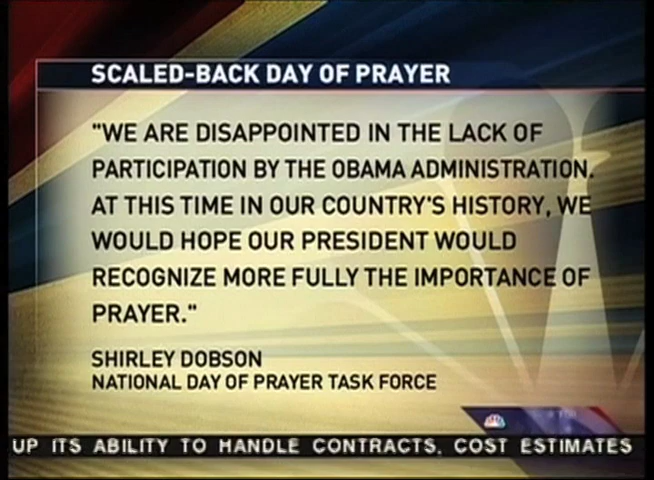 SCALED-BACK DAY OF PRAYER
"WE ARE DISAPPOINTED IN THE LACK OF
PARTICIPATION BY THE OBAMA ADMINISTRATION.
AT THIS TIME IN OUR COUNTRY'S HISTORY, WE
WOULD HOPE OUR PRESIDENT WOULD
RECOGNIZE MORE FULLY THE IMPORTANCE OF
PRAYER."
SHIRLEY DOBSON
NATIONAL DAY OF PRAYER TASK FORCE
UP ITS ABILITY TO HANDLE CONTRACTS, COST ESTIMATES